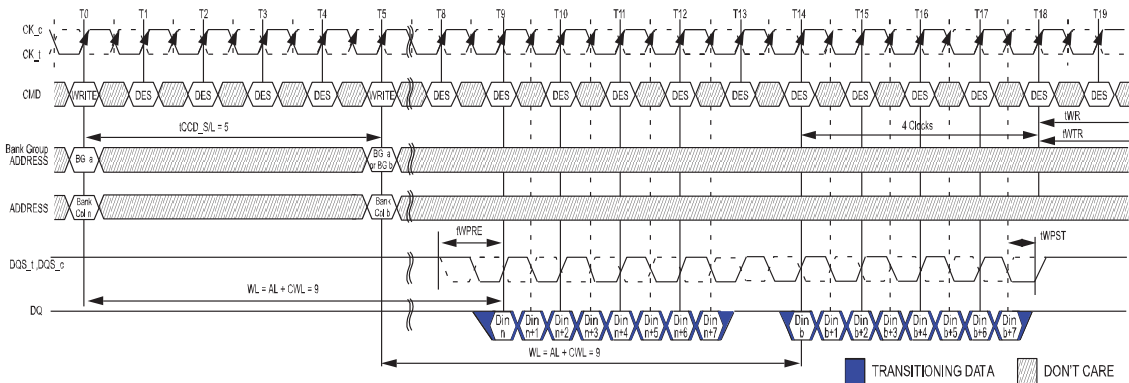 T0 T1 T2 T3 T4 T5 T8 T9 T10 T11 T12 T13 T14 T15 T16 T17 T18 T19
CK_c
CK_t
CMD WRITE DES DES DES DES WRITE DES DES DES DES DES DES DES DES DES DES DES DES
tCCD_S/L = 5 4 Clocks tWR
tWTR
Bank Group
ADDRESS BG a BG a
or BG b
ADDRESS Bank
Col n Bank
Col b
tWPRE tWPST
DQS_t ,DQS_c
WL = AL + CWL = 9
DQ Din
n Din
n+1 Din
n+2 Din
n+3 Din
n+4 Din
n+5 Din
n+6 Din
n+7 Din
b Din
b+1 Din
b+2 Din
b+3 Din
b+4 Din
b+5 Din
b+6 Din
b+7
WL = AL + CWL = 9
TRANSITIONING DATA DON'T CARE